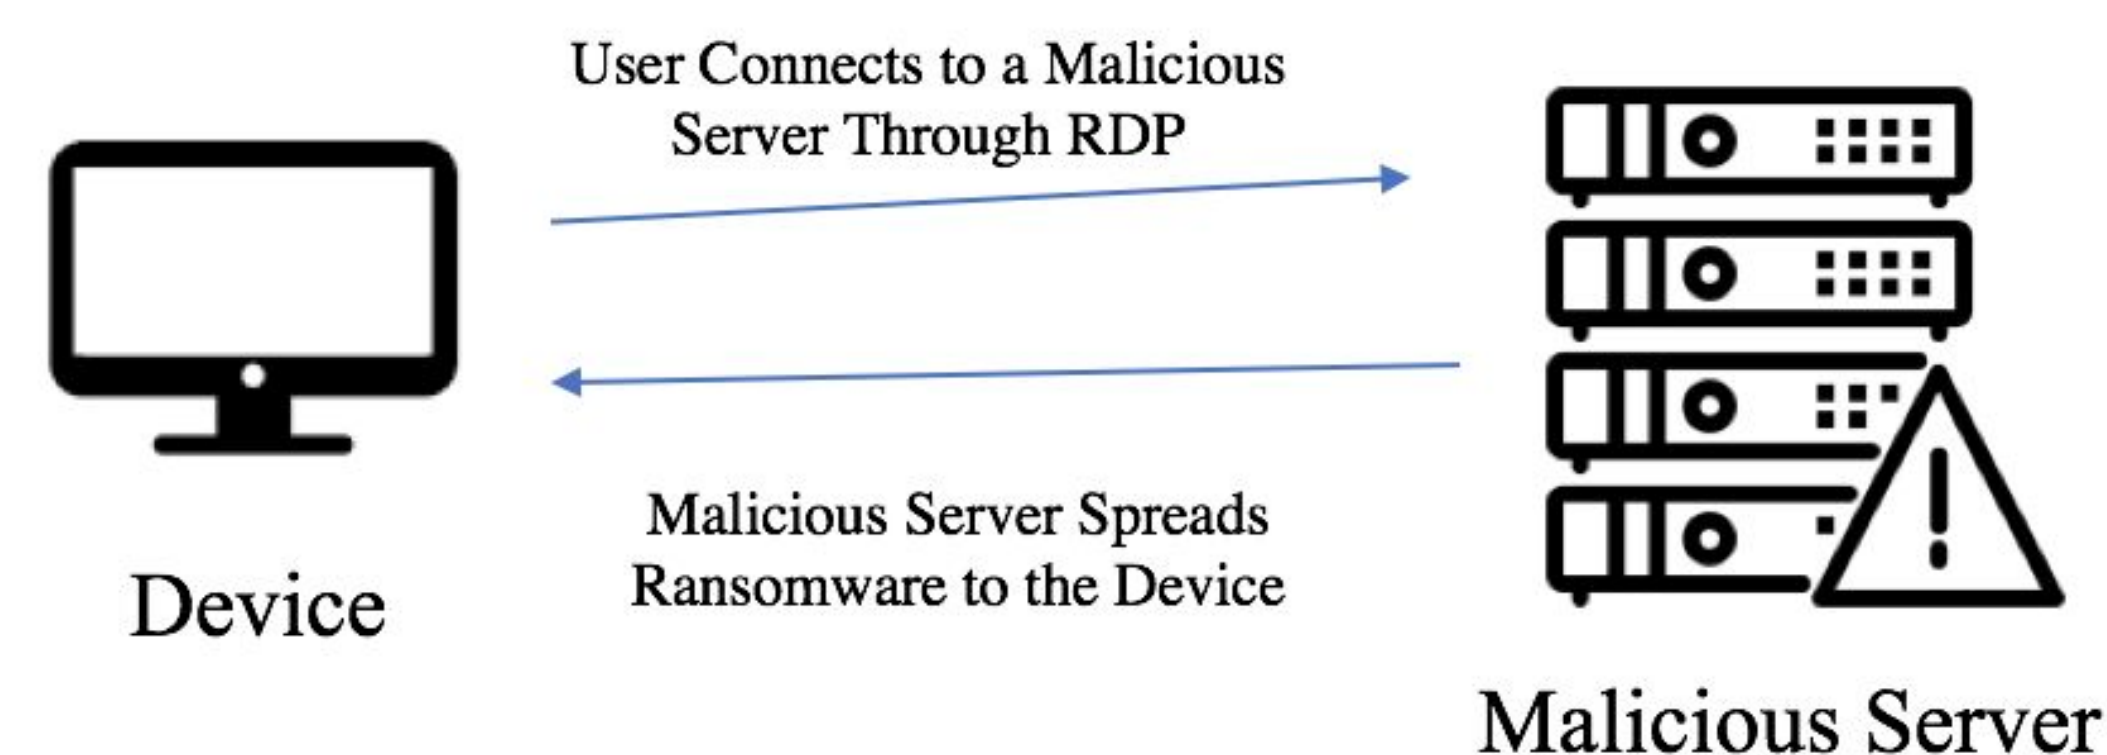 User Connects to a Malicious
Server Through RDP
Malicious Server Spreads
Ransomware to the Device
Device
Malicious Server